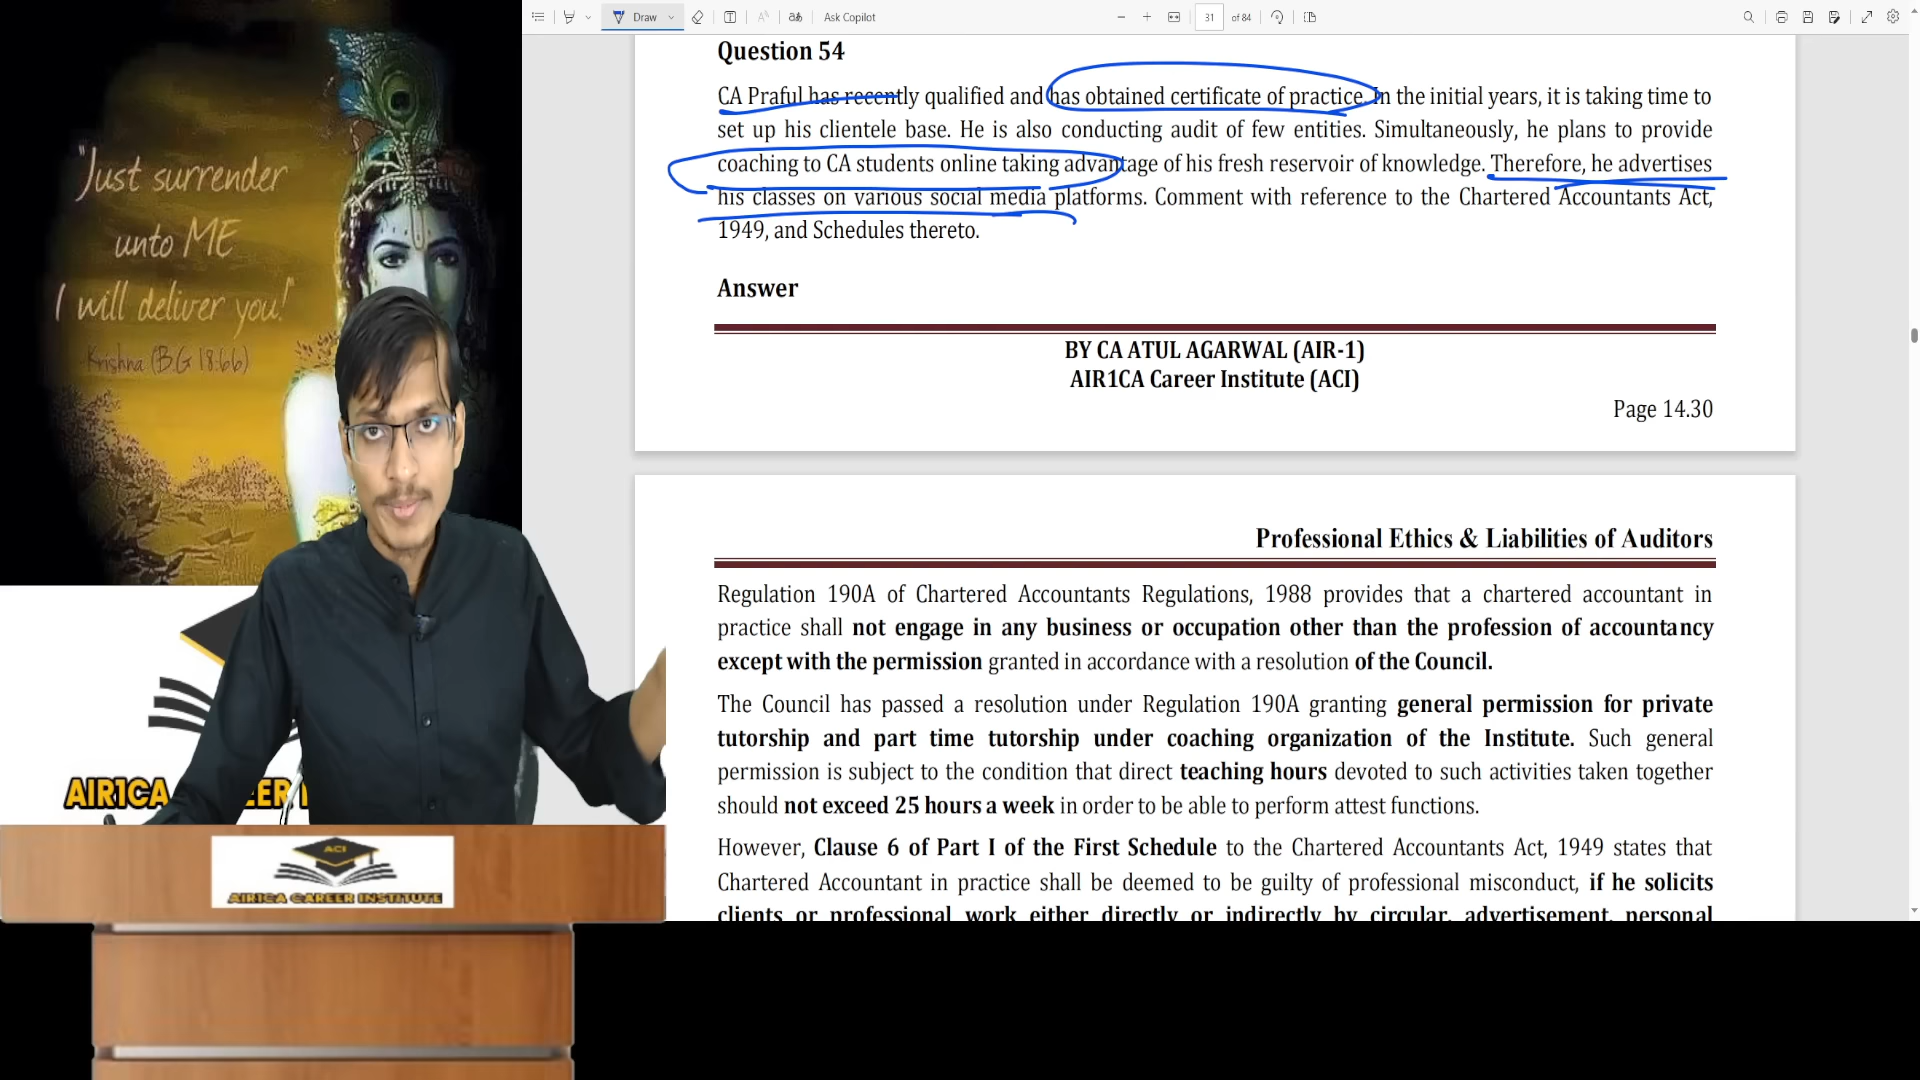 "Just surrender
unto ME
I will deliver you!"
- Krishna (B.G 18:66)
AIR1CA
ACI
AIR1CA CAREER INSTITUTE
Draw
Ask Copilot
31 of 84
Question 54
CA Praful has recently qualified and has obtained certificate of practice. In the initial years, it is taking time to
set up his clientele base. He is also conducting audit of few entities. Simultaneously, he plans to provide
coaching to CA students online taking advantage of his fresh reservoir of knowledge. Therefore, he advertises
his classes on various social media platforms. Comment with reference to the Chartered Accountants Act,
1949, and Schedules thereto.
Answer
BY CA ATUL AGARWAL (AIR-1)
AIR1CA Career Institute (ACI)
Page 14.30
Professional Ethics & Liabilities of Auditors
Regulation 190A of Chartered Accountants Regulations, 1988 provides that a chartered accountant in
practice shall not engage in any business or occupation other than the profession of accountancy
except with the permission granted in accordance with a resolution of the Council.
The Council has passed a resolution under Regulation 190A granting general permission for private
tutorship and part time tutorship under coaching organization of the Institute. Such general
permission is subject to the condition that direct teaching hours devoted to such activities taken together
should not exceed 25 hours a week in order to be able to perform attest functions.
However, Clause 6 of Part I of the First Schedule to the Chartered Accountants Act, 1949 states that
Chartered Accountant in practice shall be deemed to be guilty of professional misconduct, if he solicits
clients or professional work either directly or indirectly by circular, advertisement, personal